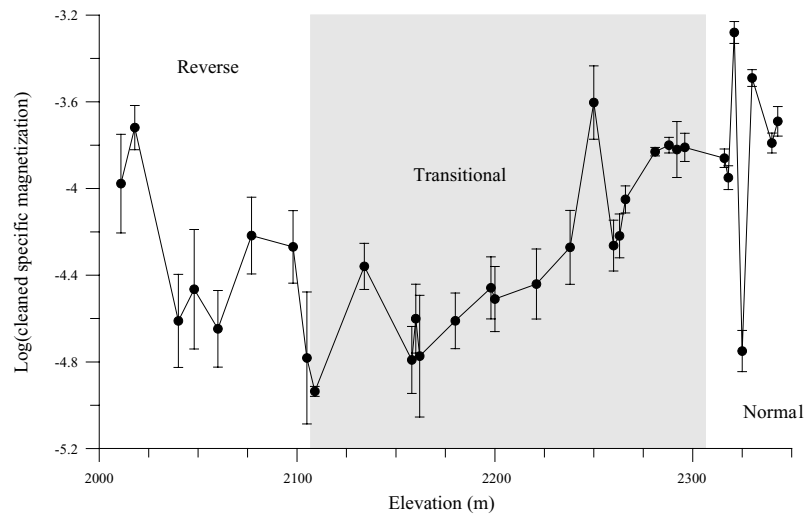 -3.2
Reverse
-3.6
-4
Transitional
-4.4
-4.8
Normal
-5.2
2000
2100
2200
2300
Elevation (m)
Log(cleaned specific magnetization)